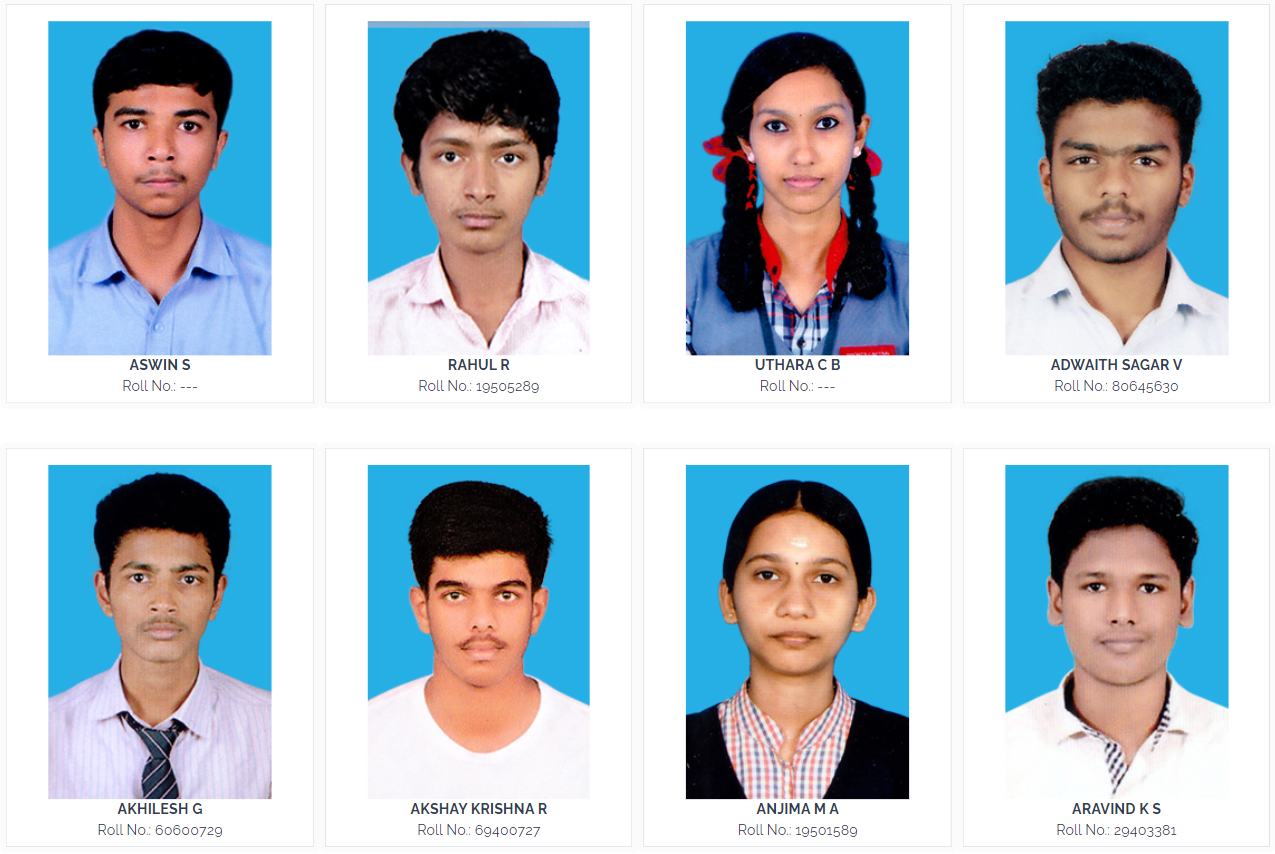 ASWIN S
Roll No.: ---
RAHUL R
Roll No.: 19505289
UTHARA C B
Roll No.: ---
ADWAITH SAGAR V
Roll No.: 80645630
AKHILESH G
Roll No.: 60600729
AKSHAY KRISHNA R
Roll No.: 69400727
ANJIMA M A
Roll No.: 19501589
ARAVIND K S
Roll No.: 29403381